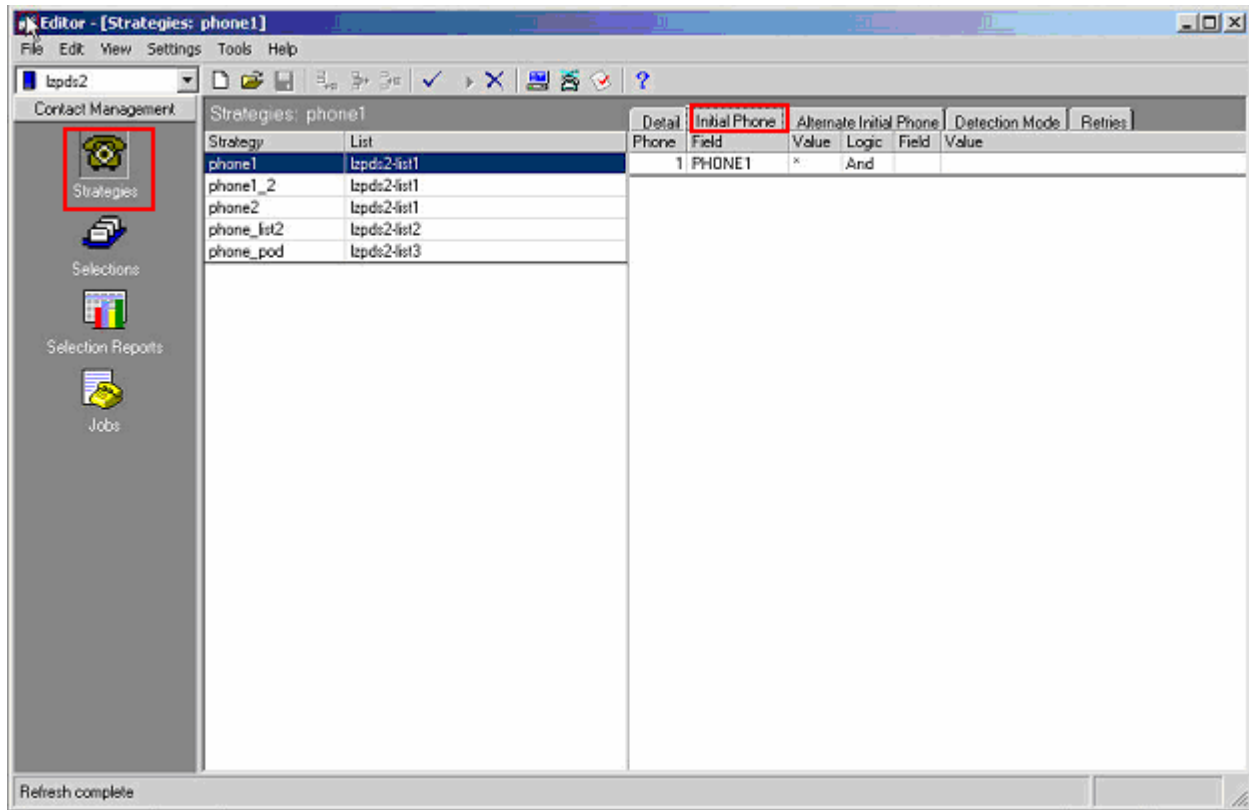 Editor - [Strategies: phone1]
File Edit View Settings Tools Help
lzpds2
Contact Management
Strategies
Selections
Selection Reports
Jobs
Strategies: phone1
Strategy List
phone1 lzpds2-list1
phone1_2 lzpds2-list1
phone2 lzpds2-list1
phone_list2 lzpds2-list2
phone_pod lzpds2-list3
Detail Initial Phone Alternate Initial Phone Detection Mode Retries
Phone Field Value Logic Field Value
1 PHONE1 * And
Refresh complete